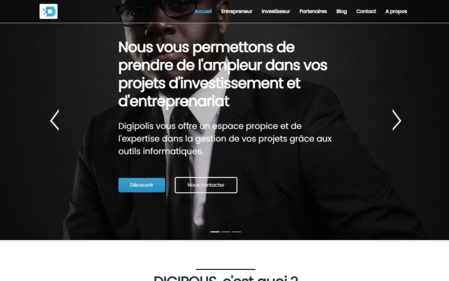 Accueil Entrepreneur Investisseur Partenaires Blog Contact A propos
Nous vous permettons de
prendre de l'ampleur dans vos
projets d'investissement et
d'entreprenariat
Digipolis vous offre un espace propice et de
l'expertise dans la gestion de vos projets grâce aux
outils informatiques.
Découvrir Nous contacter
DIGIPOLIS, c'est quoi ?